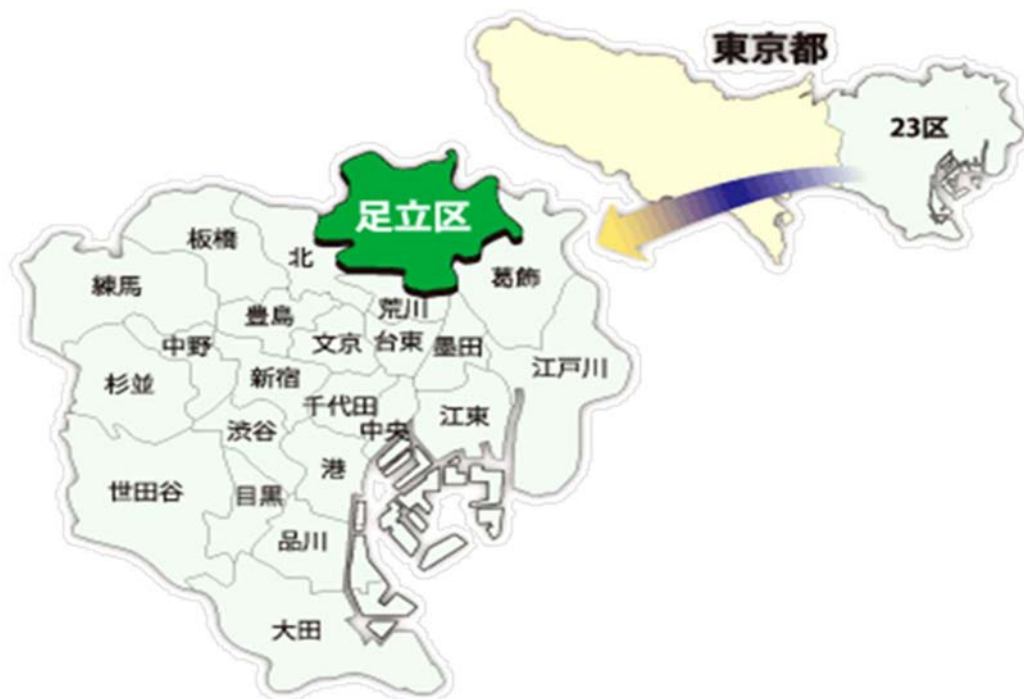 東京都
23区
足立区
板橋
北
葛飾
練馬
荒川
豊島
文京
台東
墨田
中野
江戸川
杉並
新宿
千代田
江東
渋谷
中央
港
世田谷
目黒
品川
大田